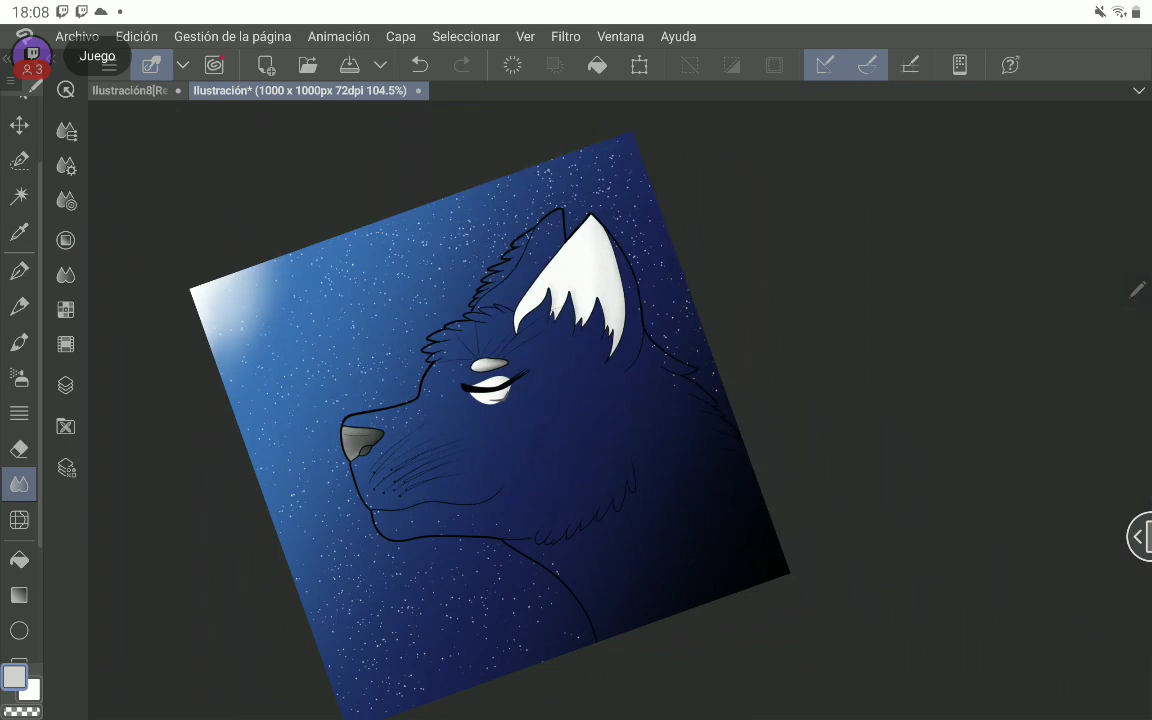 18:08
Archivo Edición Gestión de la página Animación Capa Seleccionar Ver Filtro Ventana Ayuda
Juego
3
Ilustración8[Re
Ilustración* (1000 x 1000px 72dpi 104.5%)